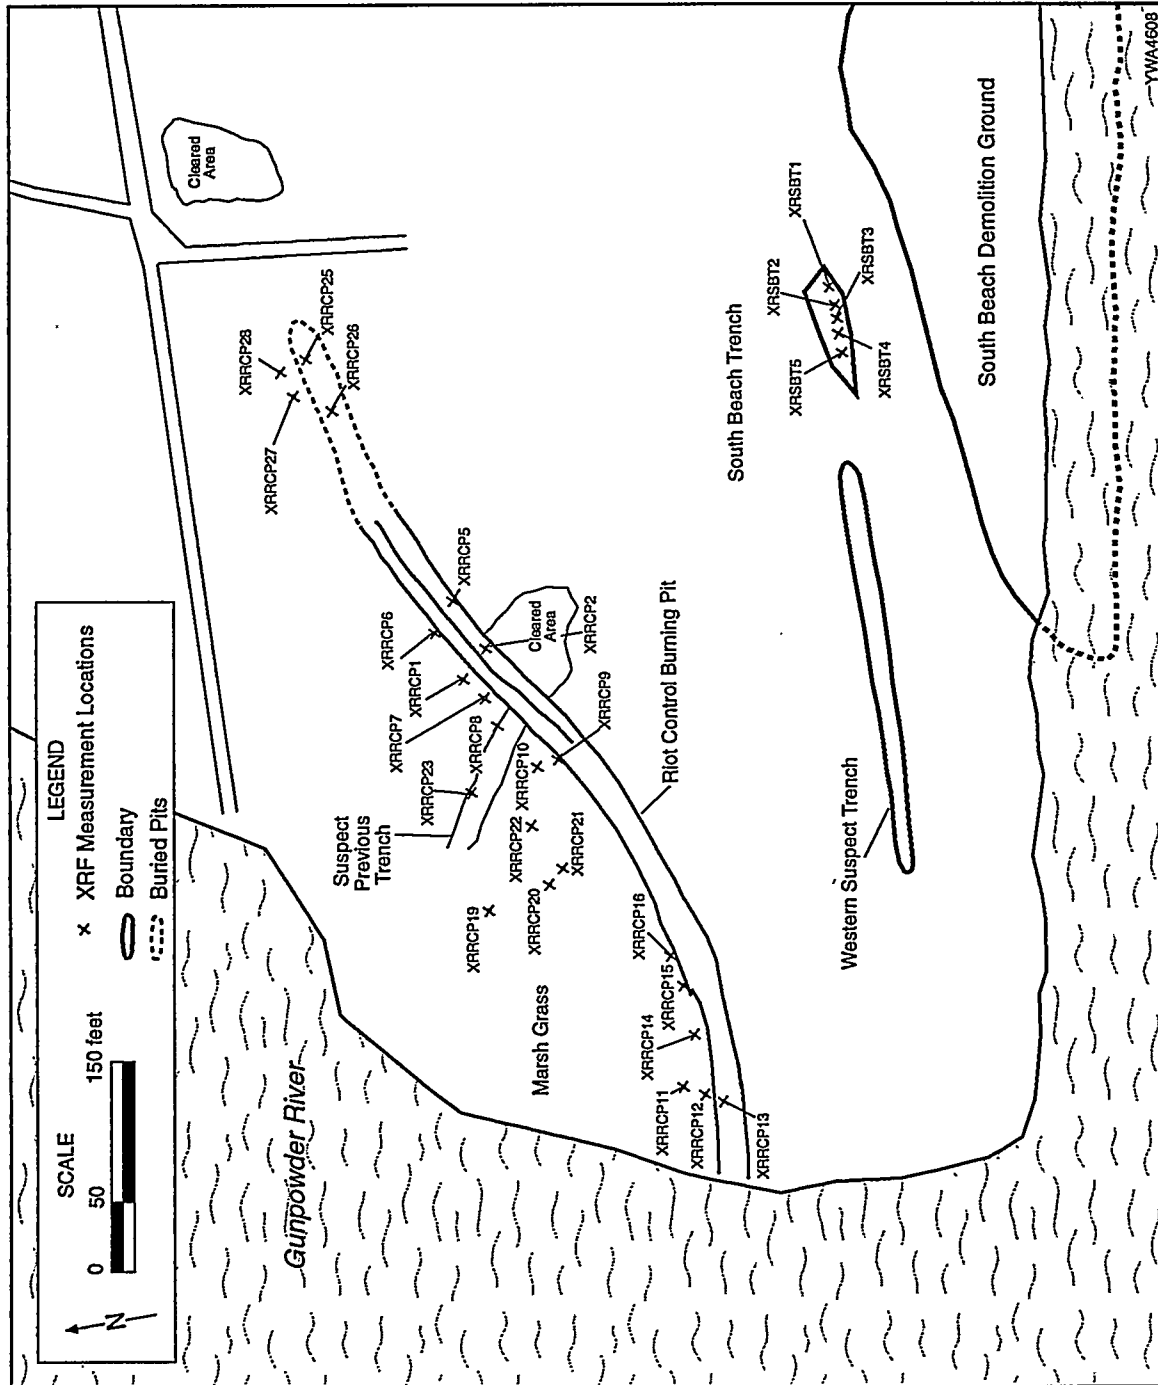 LEGEND
SCALE
0 50 150 feet
N
x XRF Measurement Locations
Boundary
Buried Pits
Gunpowder River
Cleared
Area
XRRCP28
XRRCP25
XRRCP27
XRRCP26
XRRCP6
XRRCP5
XRRCP1
XRRCP7
Cleared
Area
XRRCP2
XRRCP8
XRRCP23
Suspect
Previous
Trench
XRRCP10
XRRCP9
XRRCP22
XRRCP21
XRRCP20
XRRCP19
Marsh Grass
Riot Control Burning Pit
XRRCP16
XRRCP15
XRRCP14
XRRCP11
XRRCP12
XRRCP13
South Beach Trench
XRSBT1
XRSBT2
XRSBT3
XRSBT5
XRSBT4
Western Suspect Trench
South Beach Demolition Ground
YWA4608